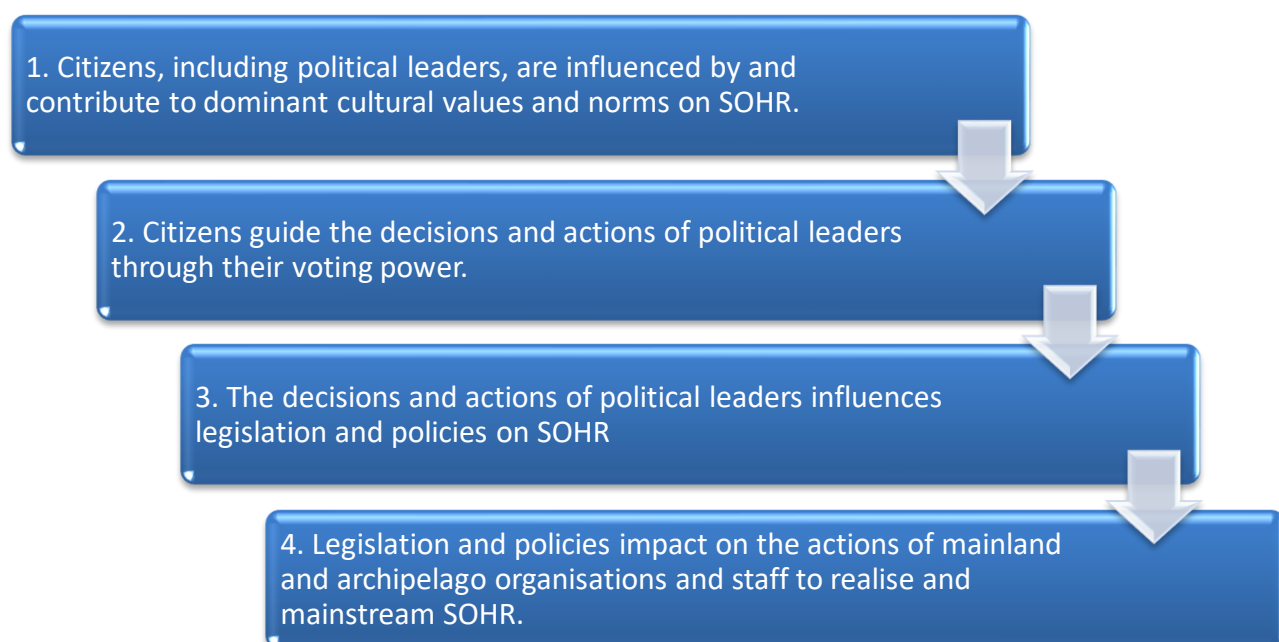 1. Citizens, including political leaders, are influenced by and
contribute to dominant cultural values and norms on SOHR.
2. Citizens guide the decisions and actions of political leaders
through their voting power.
3. The decisions and actions of political leaders influences
legislation and policies on SOHR
4. Legislation and policies impact on the actions of mainland
and archipelago organisations and staff to realise and
mainstream SOHR.